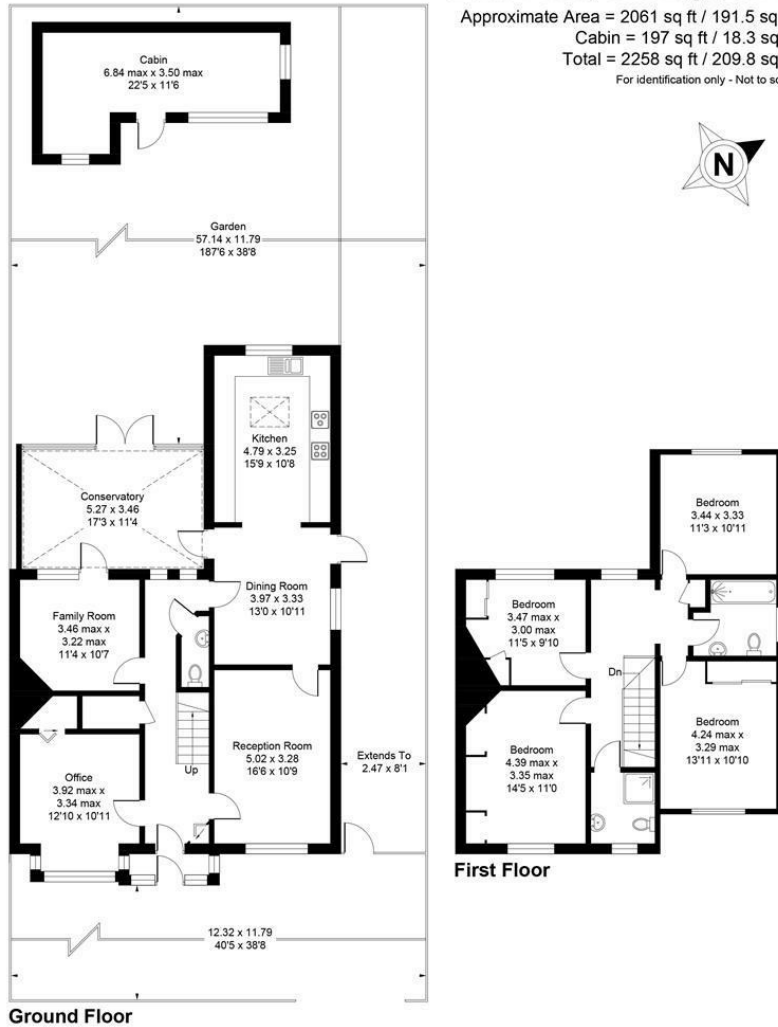 Approximate Area = 2061 sq ft / 191.5 sq
Cabin = 197 sq ft / 18.3 sq
Total = 2258 sq ft / 209.8 sq
For identification only - Not to sc
N
Cabin
6.84 max x 3.50 max
22'5 x 11'6
Garden
57.14 x 11.79
187'6 x 38'8
Kitchen
4.79 x 3.25
15'9 x 10'8
Conservatory
5.27 x 3.46
17'3 x 11'4
Dining Room
3.97 x 3.33
13'0 x 10'11
Family Room
3.46 max x
3.22 max
11'4 x 10'7
Reception Room
5.02 x 3.28
16'6 x 10'9
Up
Office
3.92 max x
3.34 max
12'10 x 10'11
Extends To
2.47 x 8'1
12.32 x 11.79
40'5 x 38'8
Ground Floor
Bedroom
3.44 x 3.33
11'3 x 10'11
Bedroom
3.47 max x
3.00 max
11'5 x 9'10
Dn
Bedroom
4.24 max x
3.29 max
13'11 x 10'10
Bedroom
4.39 max x
3.35 max
14'5 x 11'0
First Floor